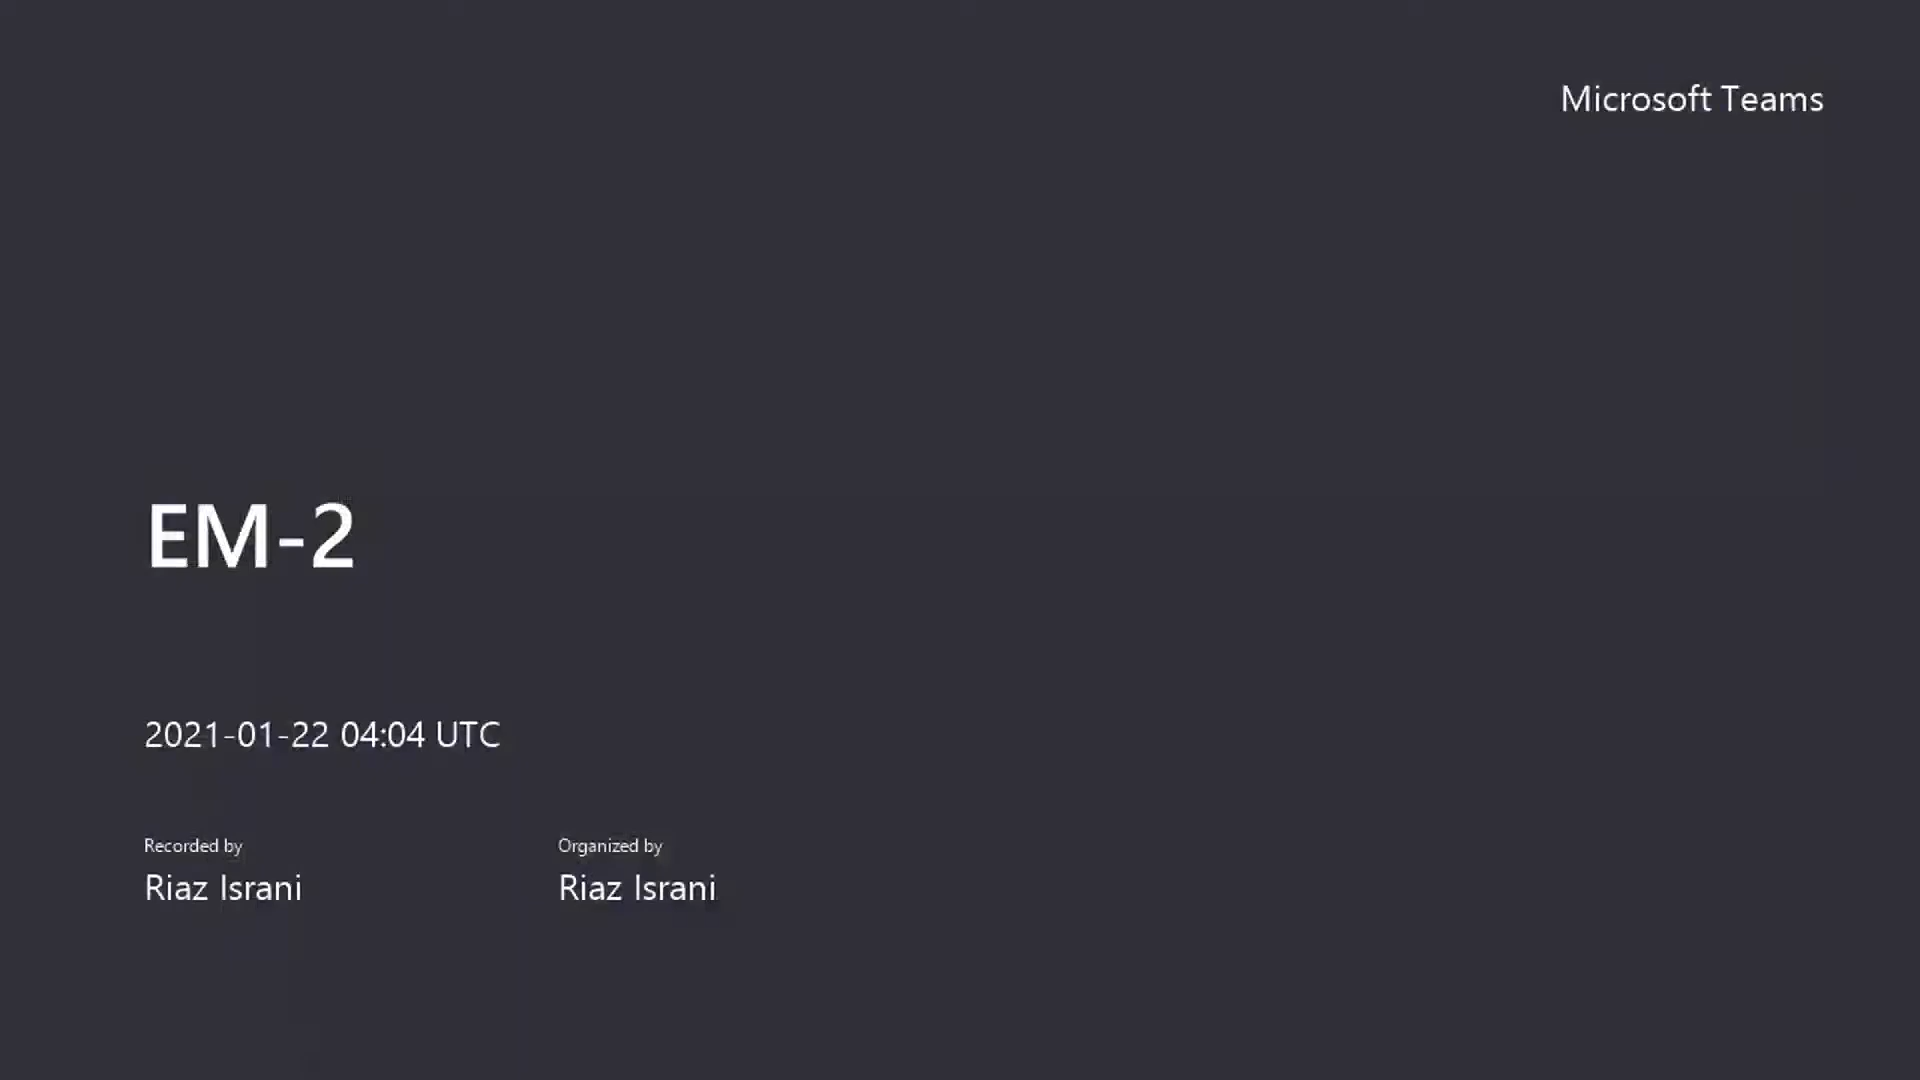 Microsoft Teams
EM-2
2021-01-22 04:04 UTC
Recorded by
Riaz Israni
Organized by
Riaz Israni